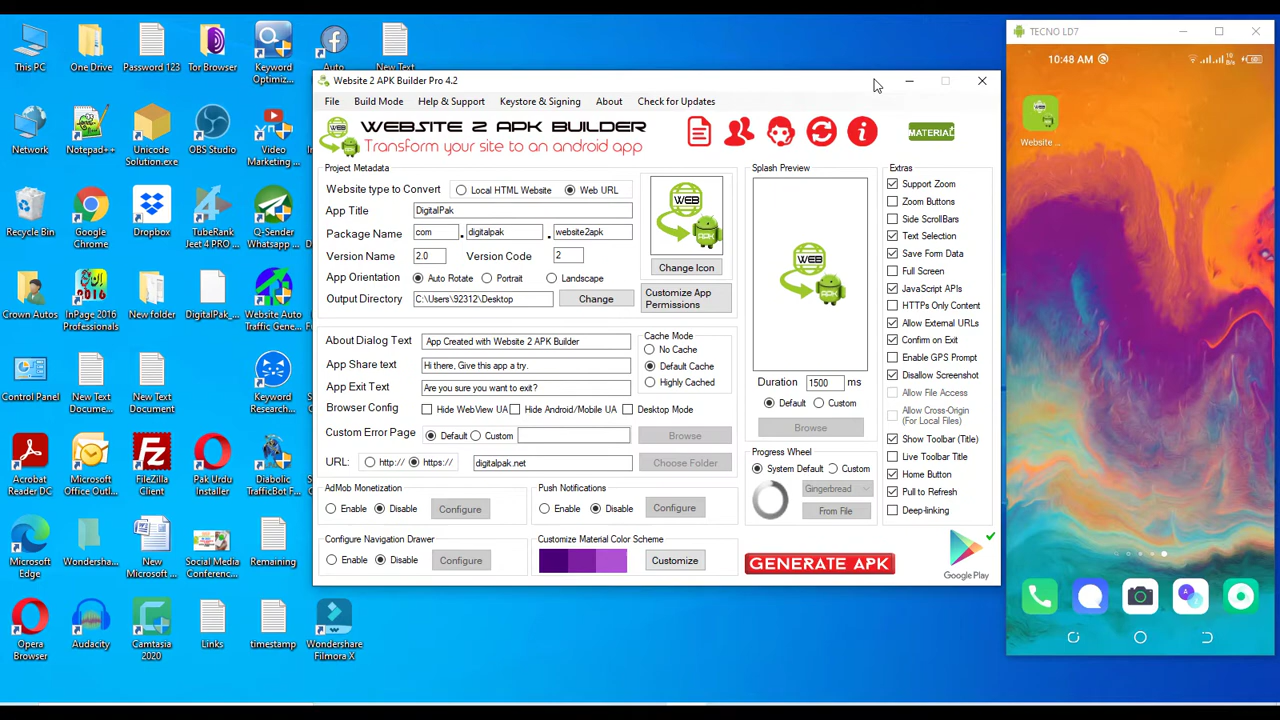 This PC
One Drive
Password 123
Tor Browser
Keyword
Optimiz...
Auto
New Text
Network
Notepad++
Unicode
Solution.exe
OBS Studio
Video
Marketing ...
Recycle Bin
Google
Chrome
Dropbox
TubeRank
Jeet 4 PRO ...
Q-Sender
Whatsapp ...
Crown Autos
InPage 2016
Professionals
New folder
DigitalPak_...
Website Auto
Traffic Gene...
Control Panel
New Text
Docume...
New Text
Document
Keyword
Research...
Acrobat
Reader DC
Microsoft
Office Outl...
FileZilla
Client
Pak Urdu
Installer
Diabolic
TrafficBot F...
Microsoft
Edge
Wondersha...
New
Microsoft ...
Social Media
Conferenc...
Remaining
Opera
Browser
Audacity
Camtasia
2020
Links
timestamp
Wondershare
Filmora X
Website 2 APK Builder Pro 4.2
File Build Mode Help & Support Keystore & Signing About Check for Updates
WEB
WEBSITE 2 APK BUILDER
Transform your site to an android app
MATERIAL
Project Metadata
Website type to Convert Local HTML Website Web URL
App Title DigitalPak
Package Name com . digitalpak . website2apk
Version Name 2.0 Version Code 2
App Orientation Auto Rotate Portrait Landscape
Output Directory C:\Users\92312\Desktop Change
WEB
Change Icon
Customize App
Permissions
About Dialog Text App Created with Website 2 APK Builder
App Share text Hi there, Give this app a try.
App Exit Text Are you sure you want to exit?
Browser Config Hide WebView UA Hide Android/Mobile UA Desktop Mode
Custom Error Page Default Custom Browse
URL: http:// https:// digitalpak.net Choose Folder
Cache Mode
No Cache
Default Cache
Highly Cached
AdMob Monetization
Enable Disable Configure
Push Notifications
Enable Disable Configure
Configure Navigation Drawer
Enable Disable Configure
Customize Material Color Scheme
Customize
Splash Preview
WEB
Duration 1500 ms
Default Custom
Browse
Progress Wheel
System Default Custom
Gingerbread
From File
GENERATE APK
Extras
Support Zoom
Zoom Buttons
Side ScrollBars
Text Selection
Save Form Data
Full Screen
JavaScript APIs
HTTPs Only Content
Allow External URLs
Confirm on Exit
Enable GPS Prompt
Disallow Screenshot
Allow File Access
Allow Cross-Origin
(For Local Files)
Show Toolbar (Title)
Live Toolbar Title
Home Button
Pull to Refresh
Deep-linking
Google Play
TECNO LD7
10:48 AM
Website ...